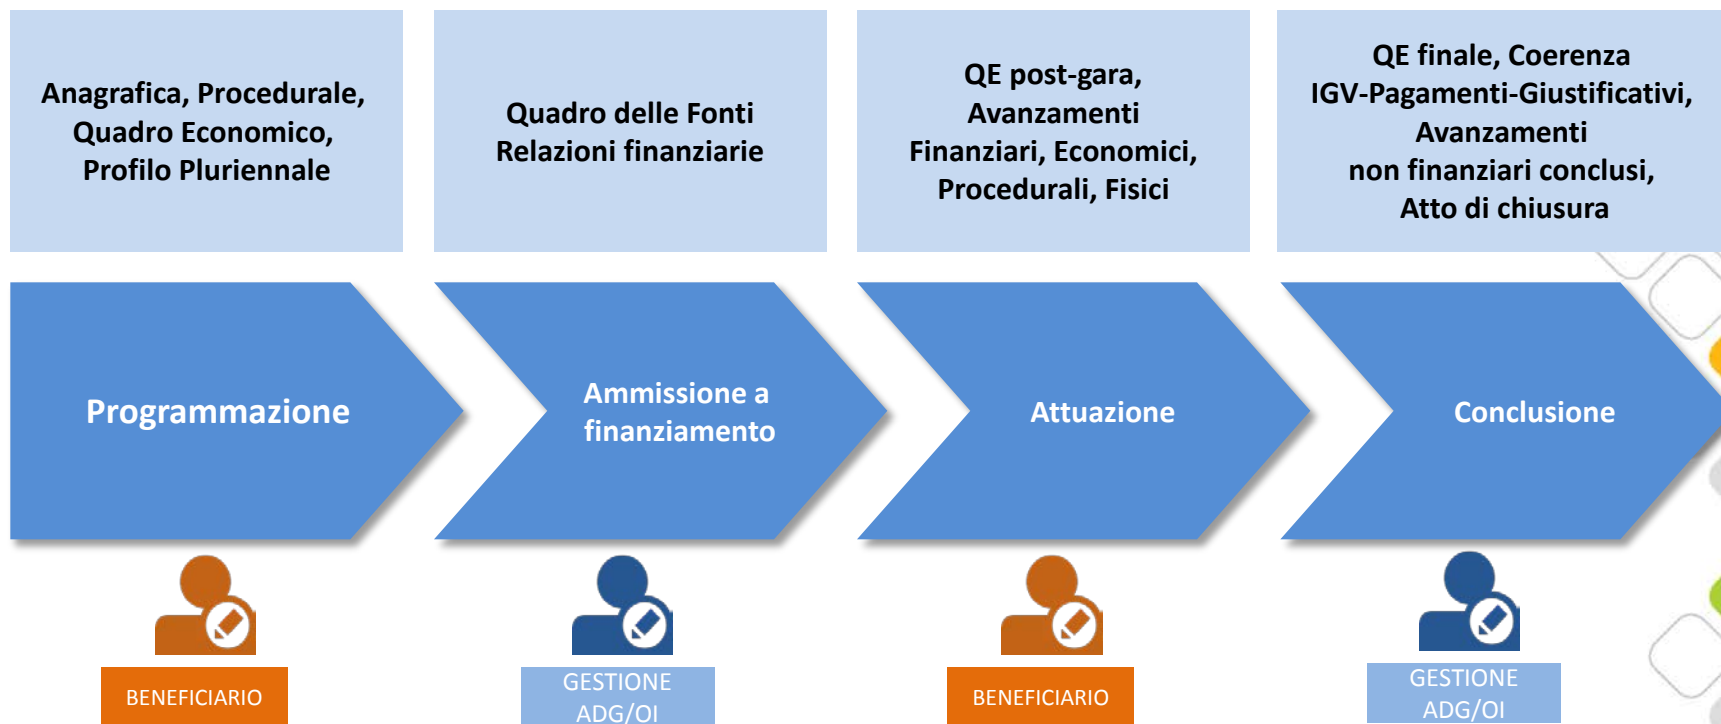 Anagrafica, Procedurale,
Quadro Economico,
Profilo Pluriennale
Quadro delle Fonti
Relazioni finanziarie
QE post-gara,
Avanzamenti
Finanziari, Economici,
Procedurali, Fisici
QE finale, Coerenza
IGV-Pagamenti-Giustificativi,
Avanzamenti
non finanziari conclusi,
Atto di chiusura
Programmazione
Ammissione a
finanziamento
Attuazione
Conclusione
BENEFICIARIO
GESTIONE
ADG/OI
BENEFICIARIO
GESTIONE
ADG/OI